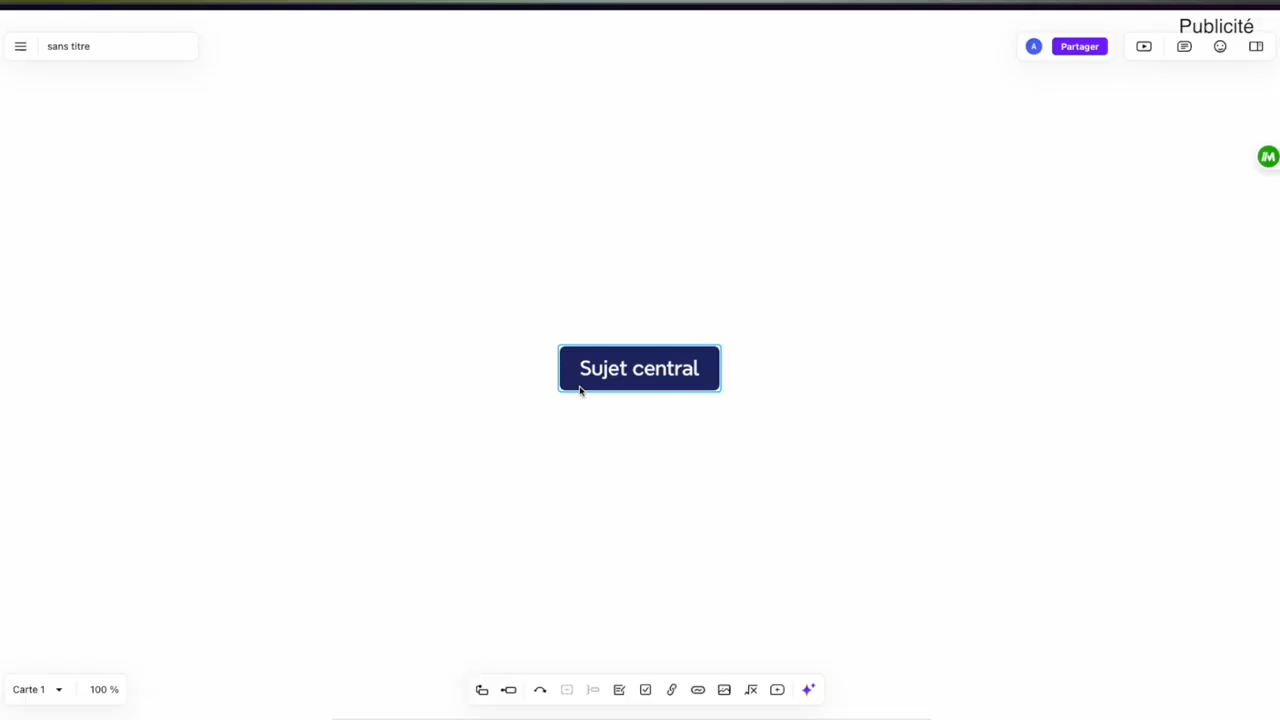 Publicité
sans titre
A
Partager
Sujet central
Carte 1
100 %